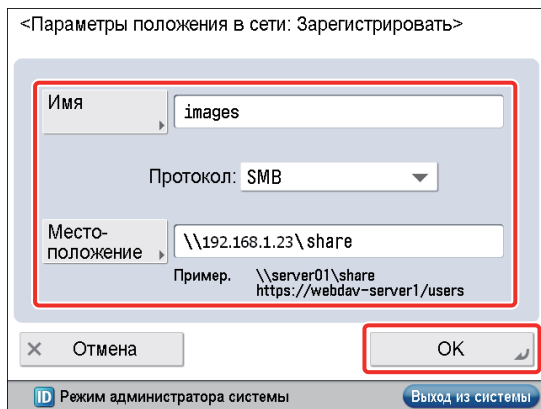 <Параметры положения в сети: Зарегистрировать>
Имя
images
Протокол: SMB
Место-
положение
\\192.168.1.23\share
Пример. \\server01\share
https://webdav-server1/users
× Отмена
OK
ID Режим администратора системы
Выход из системы